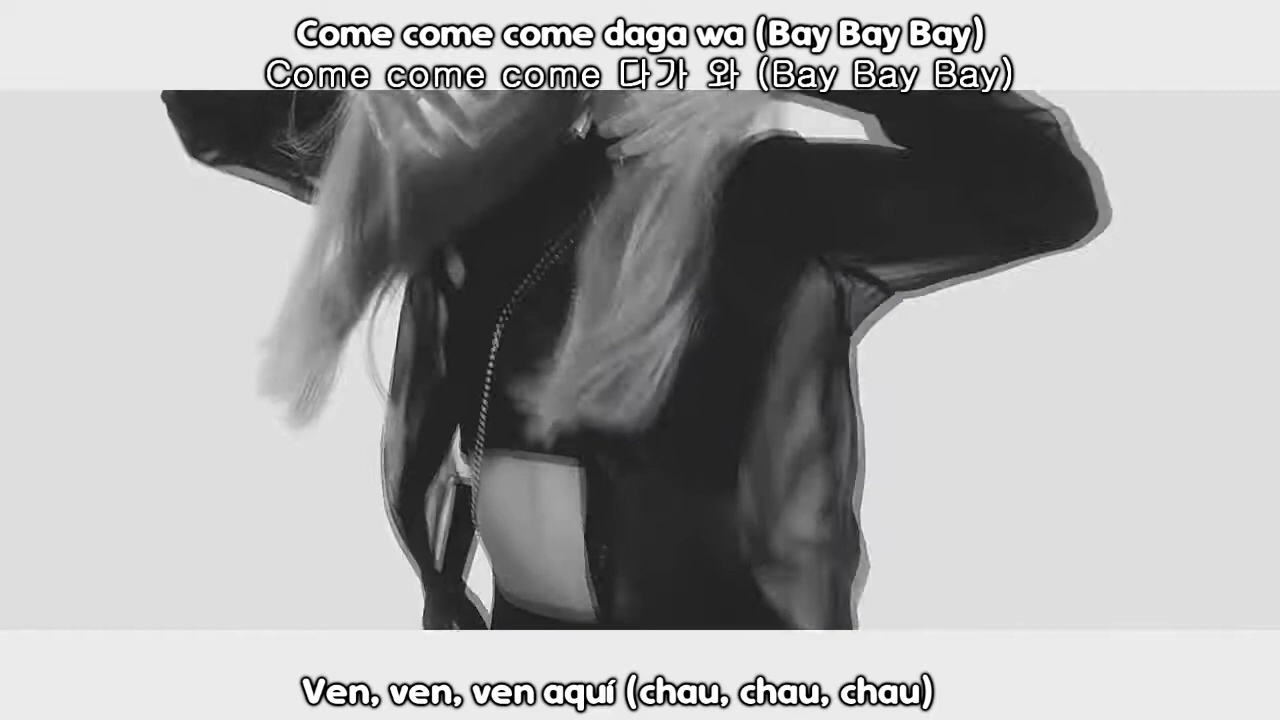 Come come come daga wa (Bay Bay Bay)
Come come come 다가 와 (Bay Bay Bay)
Ven, ven, ven aquí (chau, chau, chau)